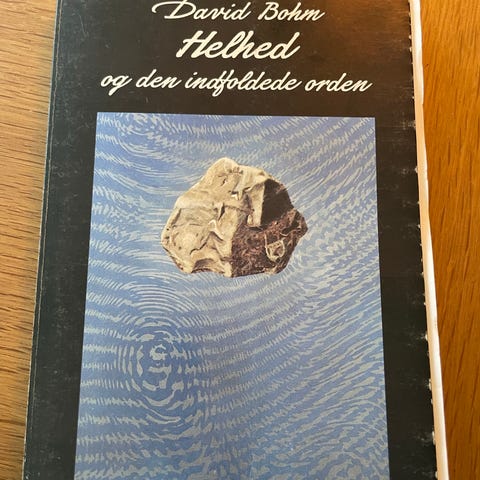 David Bohm
Helhed
og den indfoldede orden